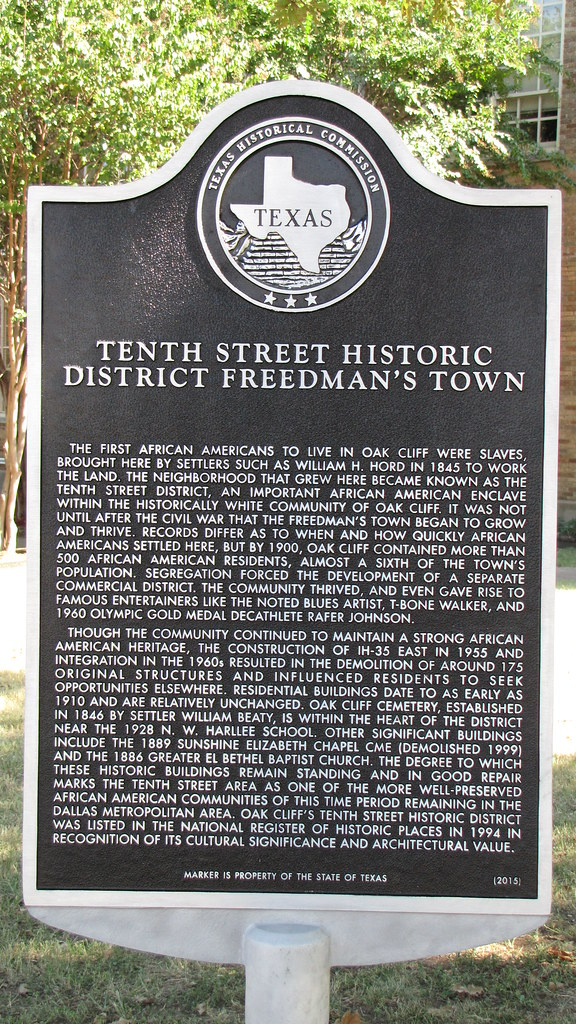 TEXAS HISTORICAL COMMISSION
TEXAS
TENTH STREET HISTORIC
DISTRICT FREEDMAN'S TOWN
THE FIRST AFRICAN AMERICANS TO LIVE IN OAK CLIFF WERE SLAVES,
BROUGHT HERE BY SETTLERS SUCH AS WILLIAM H. HORD IN 1845 TO WORK
THE LAND. THE NEIGHBORHOOD THAT GREW HERE BECAME KNOWN AS THE
TENTH STREET DISTRICT, AN IMPORTANT AFRICAN AMERICAN ENCLAVE
WITHIN THE HISTORICALLY WHITE COMMUNITY OF OAK CLIFF. IT WAS NOT
UNTIL AFTER THE CIVIL WAR THAT THE FREEDMAN'S TOWN BEGAN TO GROW
AND THRIVE. RECORDS DIFFER AS TO WHEN AND HOW QUICKLY AFRICAN
AMERICANS SETTLED HERE, BUT BY 1900, OAK CLIFF CONTAINED MORE THAN
500 AFRICAN AMERICAN RESIDENTS, ALMOST A SIXTH OF THE TOWN'S
POPULATION. SEGREGATION FORCED THE DEVELOPMENT OF A SEPARATE
COMMERCIAL DISTRICT. THE COMMUNITY THRIVED, AND EVEN GAVE RISE TO
FAMOUS ENTERTAINERS LIKE THE NOTED BLUES ARTIST, T-BONE WALKER, AND
1960 OLYMPIC GOLD MEDAL DECATHLETE RAFER JOHNSON.
THOUGH THE COMMUNITY CONTINUED TO MAINTAIN A STRONG AFRICAN
AMERICAN HERITAGE, THE CONSTRUCTION OF IH-35 EAST IN 1955 AND
INTEGRATION IN THE 1960s RESULTED IN THE DEMOLITION OF AROUND 175
ORIGINAL STRUCTURES AND INFLUENCED RESIDENTS TO SEEK
OPPORTUNITIES ELSEWHERE. RESIDENTIAL BUILDINGS DATE TO AS EARLY AS
1910 AND ARE RELATIVELY UNCHANGED. OAK CLIFF CEMETERY, ESTABLISHED
IN 1846 BY SETTLER WILLIAM BEATY, IS WITHIN THE HEART OF THE DISTRICT
NEAR THE 1928 N. W. HARLLEE SCHOOL. OTHER SIGNIFICANT BUILDINGS
INCLUDE THE 1889 SUNSHINE ELIZABETH CHAPEL CME (DEMOLISHED 1999)
AND THE 1886 GREATER EL BETHEL BAPTIST CHURCH. THE DEGREE TO WHICH
THESE HISTORIC BUILDINGS REMAIN STANDING AND IN GOOD REPAIR
MARKS THE TENTH STREET AREA AS ONE OF THE MORE WELL-PRESERVED
AFRICAN AMERICAN COMMUNITIES OF THIS TIME PERIOD REMAINING IN THE
DALLAS METROPOLITAN AREA. OAK CLIFF'S TENTH STREET HISTORIC DISTRICT
WAS LISTED IN THE NATIONAL REGISTER OF HISTORIC PLACES IN 1994 IN
RECOGNITION OF ITS CULTURAL SIGNIFICANCE AND ARCHITECTURAL VALUE.
MARKER IS PROPERTY OF THE STATE OF TEXAS (2015)